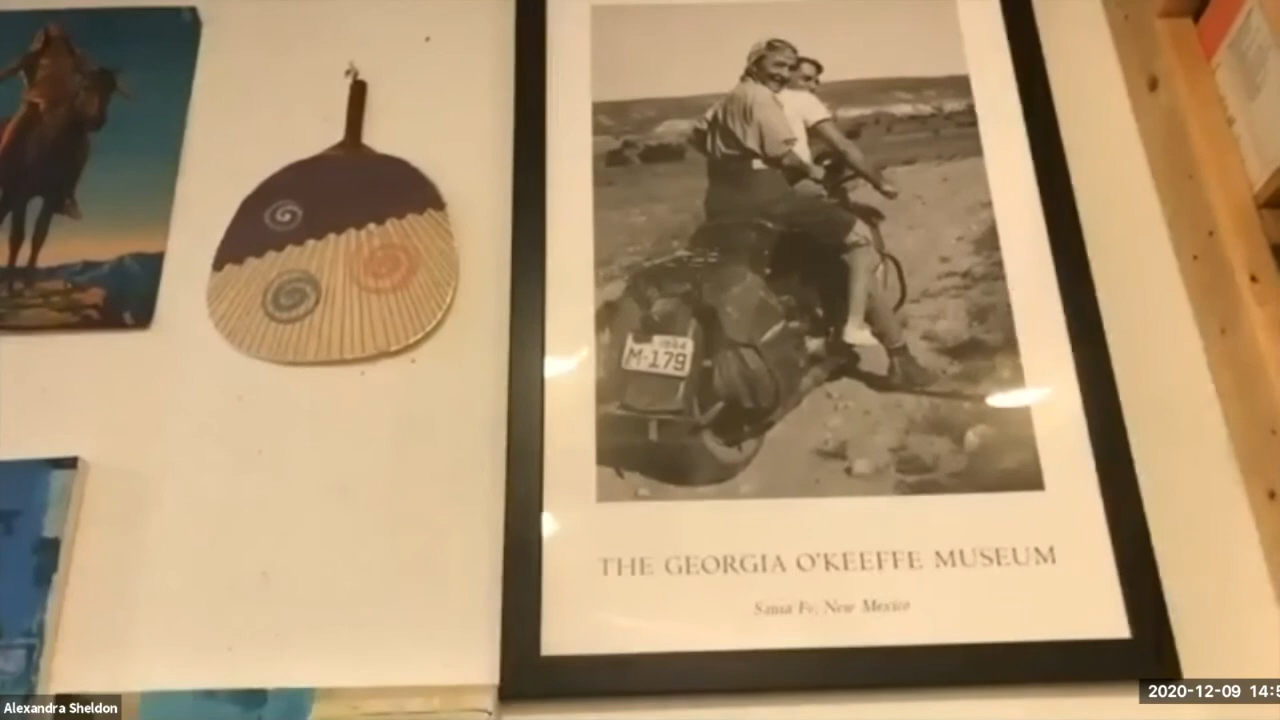 1944
M-179
THE GEORGIA O'KEEFFE MUSEUM
Santa Fe, New Mexico
Alexandra Sheldon
2020-12-09 14:5